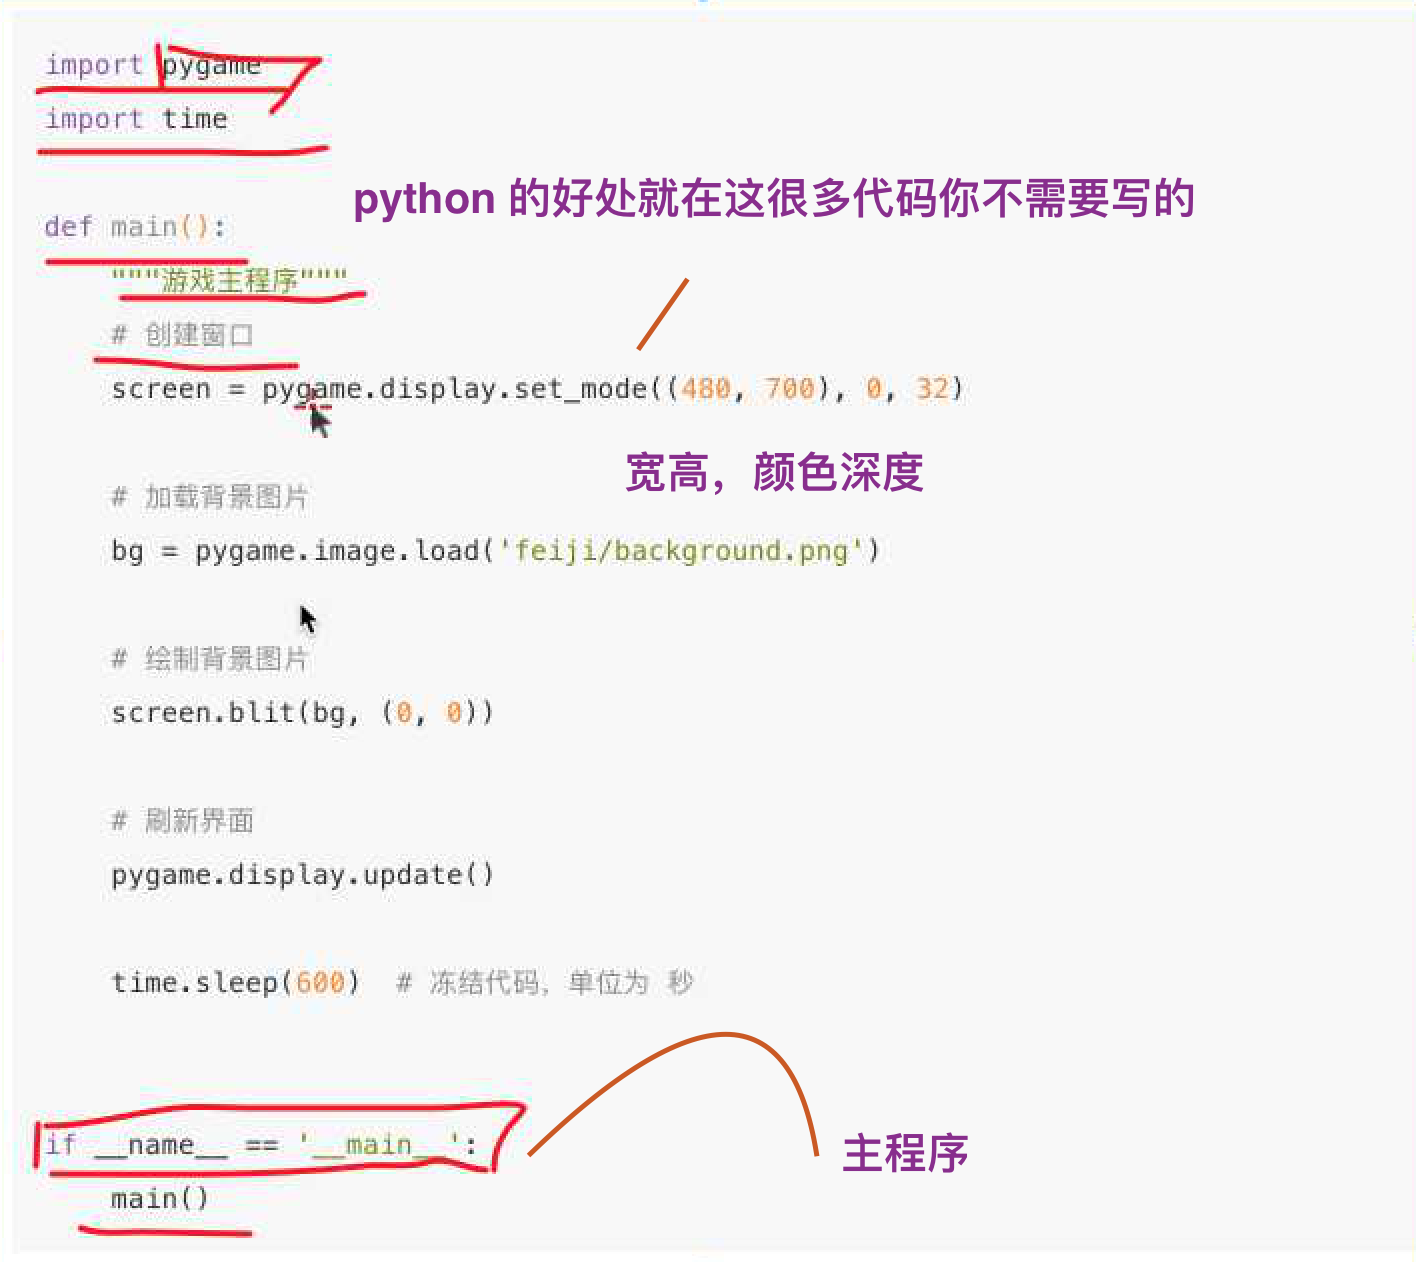 import pygame
import time
python 的好处就在这很多代码你不需要写的
def main():
"""游戏主程序"""
# 创建窗口
screen = pygame.display.set_mode((480, 700), 0, 32)
宽高，颜色深度
# 加载背景图片
bg = pygame.image.load('feiji/background.png')
# 绘制背景图片
screen.blit(bg, (0, 0))
# 刷新界面
pygame.display.update()
time.sleep(600)  # 冻结代码，单位为 秒
if __name__ == '__main__':
主程序
main()